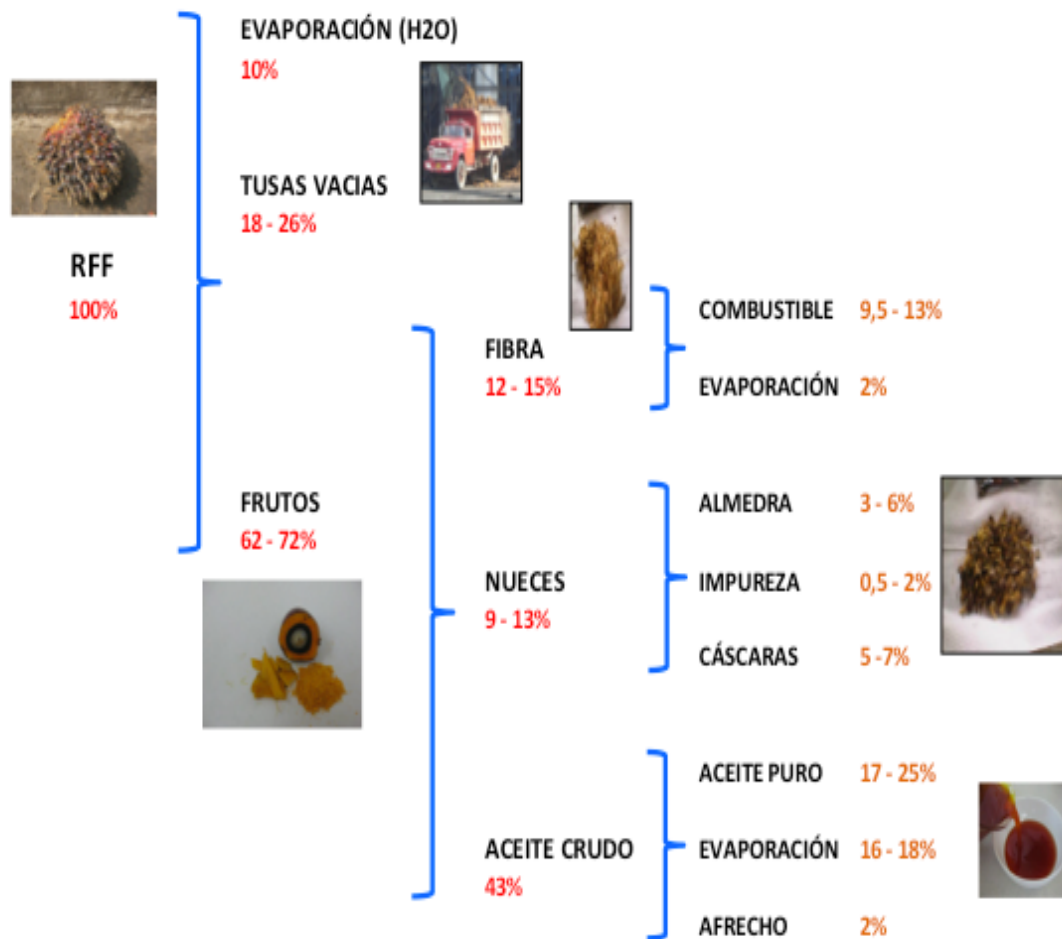 EVAPORACIÓN (H2O)
10%
TUSAS VACIAS
18 - 26%
RFF
100%
FRUTOS
62 - 72%
FIBRA
12 - 15%
COMBUSTIBLE 9,5 - 13%
EVAPORACIÓN 2%
NUECES
9 - 13%
ALMEDRA 3 - 6%
IMPUREZA 0,5 - 2%
CÁSCARAS 5 -7%
ACEITE CRUDO
43%
ACEITE PURO 17 - 25%
EVAPORACIÓN 16 - 18%
AFRECHO 2%